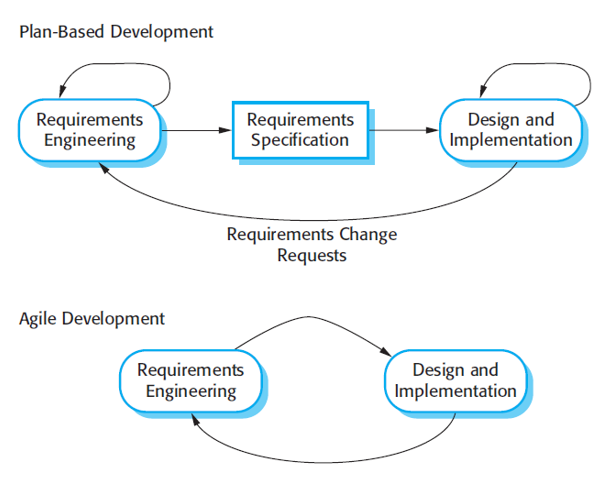 Plan-Based Development
Requirements
Engineering
Requirements
Specification
Design and
Implementation
Requirements Change
Requests
Agile Development
Requirements
Engineering
Design and
Implementation